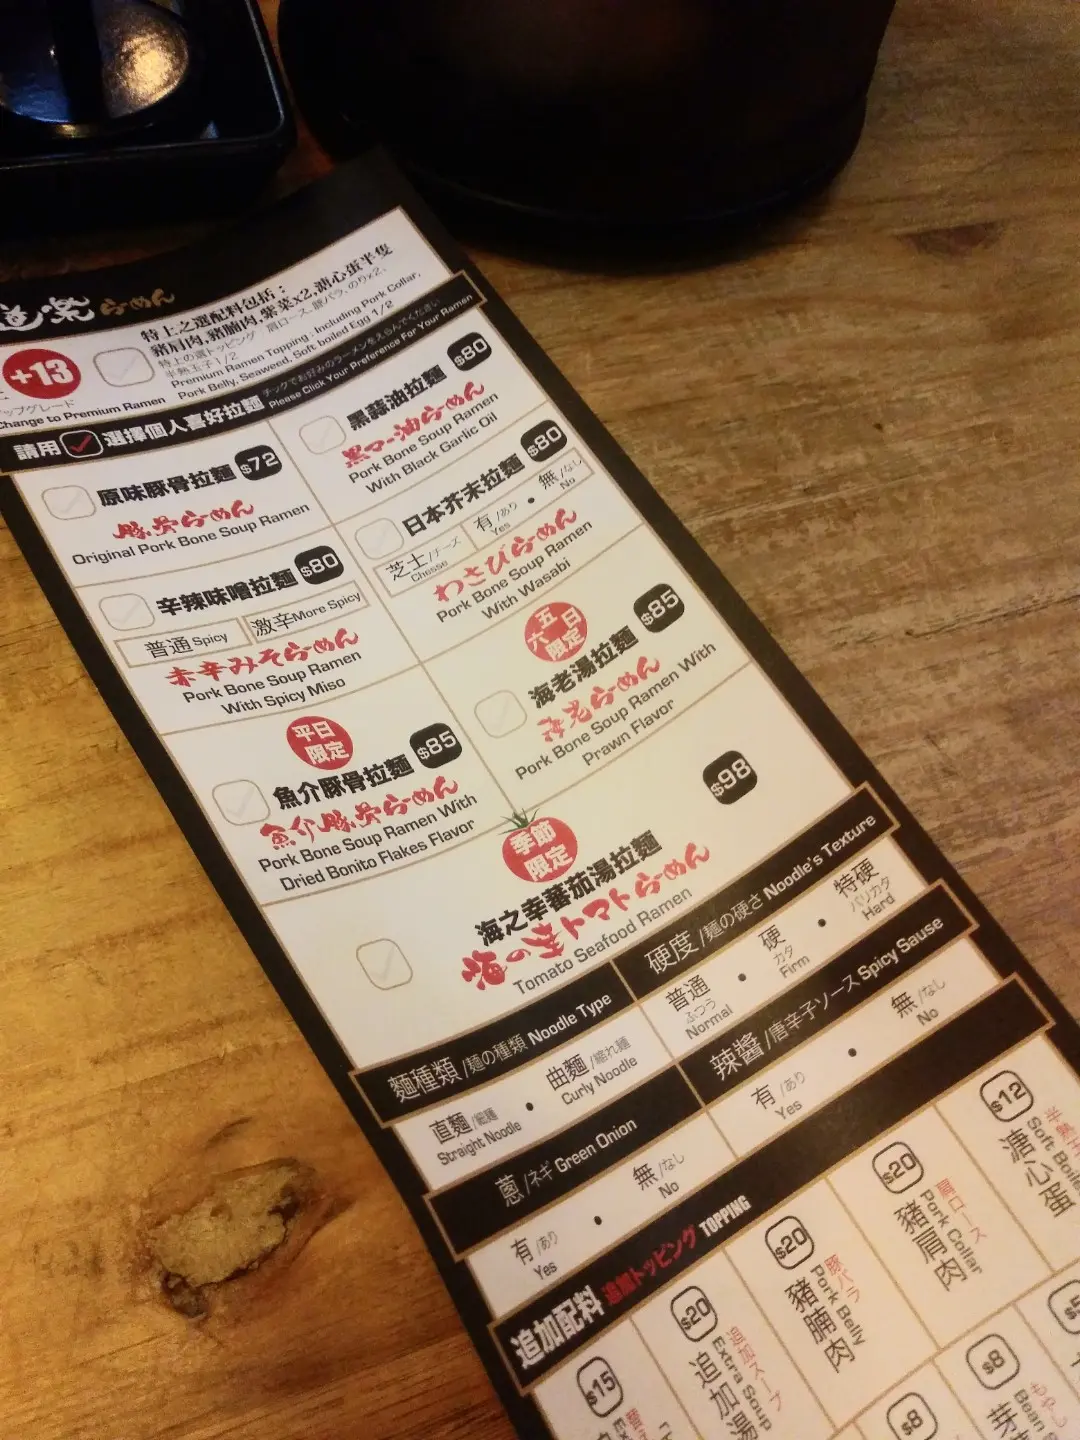 道樂 らーめん
+13
アップグレード
Change to Premium Ramen
特上之選配料包括：
豬肩肉,豬腩肉,紫菜x2,溏心蛋半隻
特上の選トッピング 肩ロース、豚バラ、のりx2、
半熟玉子1/2
Premium Ramen Topping : Including Pork Collar,
Pork Belly, Seaweed, Soft boiled Egg 1/2
請用 選擇個人喜好拉麵 チックでお好みのラーメンをえらんでください
Please Click Your Preference For Your Ramen
原味豚骨拉麵 $72
豚骨らーめん
Original Pork Bone Soup Ramen
黑蒜油拉麵 $80
黒マー油らーめん
Pork Bone Soup Ramen
With Black Garlic Oil
辛辣味噌拉麵 $80
普通 Spicy
激辛 More Spicy
赤辛みそらーめん
Pork Bone Soup Ramen
With Spicy Miso
日本芥末拉麵 $80
芝士/チーズ
Chesse
有/あり
Yes
無/なし
No
わさびらーめん
Pork Bone Soup Ramen
With Wasabi
平日
限定
魚介豚骨拉麵 $85
魚介豚骨らーめん
Pork Bone Soup Ramen With
Dried Bonito Flakes Flavor
五
六 日
限定
海老湯拉麵 $85
海老らーめん
Pork Bone Soup Ramen With
Prawn Flavor
季節
限定
海之幸蕃茄湯拉麵 $98
海の幸トマトらーめん
Tomato Seafood Ramen
麵種類/麺の種類 Noodle Type
直麵/細麺
Straight Noodle
曲麵/縮れ麺
Curly Noodle
硬度/麺の硬さ Noodle's Texture
普通
ふつう
Normal
硬
カタ
Firm
特硬
バリカタ
Hard
蔥/ネギ Green Onion
有/あり
Yes
無/なし
No
辣醬/唐辛子ソース Spicy Sause
有/あり
Yes
無/なし
No
追加配料 追加トッピング TOPPING
$15
$20
追加湯
追加スープ
Extra Soup
$20
豬腩肉
豚バラ
Pork Belly
$20
豬肩肉
肩ロース
Pork Collar
$12
溏心蛋
Soft Boile
$8
$8
もやし
Bean
$5